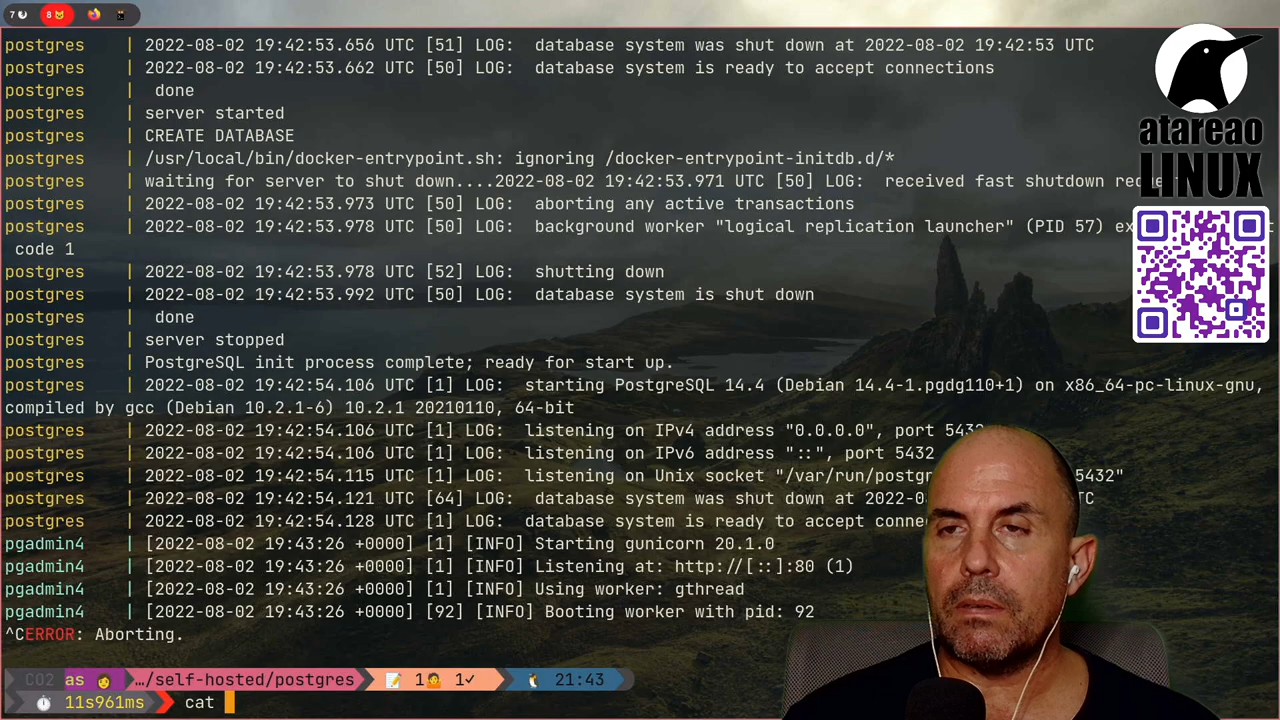 7 8
postgres | 2022-08-02 19:42:53.656 UTC [51] LOG:  database system was shut down at 2022-08-02 19:42:53 UTC
postgres | 2022-08-02 19:42:53.662 UTC [50] LOG:  database system is ready to accept connections
postgres |  done
postgres | server started
postgres | CREATE DATABASE
postgres | /usr/local/bin/docker-entrypoint.sh: ignoring /docker-entrypoint-initdb.d/*
postgres | waiting for server to shut down....2022-08-02 19:42:53.971 UTC [50] LOG:  received fast shutdown
postgres | 2022-08-02 19:42:53.973 UTC [50] LOG:  aborting any active transactions
postgres | 2022-08-02 19:42:53.978 UTC [50] LOG:  background worker "logical replication launcher" (PID 57)
code 1
postgres | 2022-08-02 19:42:53.978 UTC [52] LOG:  shutting down
postgres | 2022-08-02 19:42:53.992 UTC [50] LOG:  database system is shut down
postgres |  done
postgres | server stopped
postgres | PostgreSQL init process complete; ready for start up.
postgres | 2022-08-02 19:42:54.106 UTC [1] LOG:  starting PostgreSQL 14.4 (Debian 14.4-1.pgdg110+1) on x86_64-pc-linux-gnu,
compiled by gcc (Debian 10.2.1-6) 10.2.1 20210110, 64-bit
postgres | 2022-08-02 19:42:54.106 UTC [1] LOG:  listening on IPv4 address "0.0.0.0", port 5432
postgres | 2022-08-02 19:42:54.106 UTC [1] LOG:  listening on IPv6 address "::", port 5432
postgres | 2022-08-02 19:42:54.115 UTC [1] LOG:  listening on Unix socket 5432"
postgres | 2022-08-02 19:42:54.121 UTC [64] LOG:  database system was shut down at
postgres | 2022-08-02 19:42:54.128 UTC [1] LOG:  database system is ready to accept
pgadmin4 | [2022-08-02 19:43:26 +0000] [1] [INFO] Starting gunicorn 20.1.0
pgadmin4 | [2022-08-02 19:43:26 +0000] [1] [INFO] Listening at: http://[::]:80 (1)
pgadmin4 | [2022-08-02 19:43:26 +0000] [1] [INFO] Using worker: gthread
pgadmin4 | [2022-08-02 19:43:26 +0000] [92] [INFO] Booting worker with pid: 92
^CERROR: Aborting.
CO2 as …/self-hosted/postgres 1 1✓ 21:43
11s961ms cat
atareao
LINUX